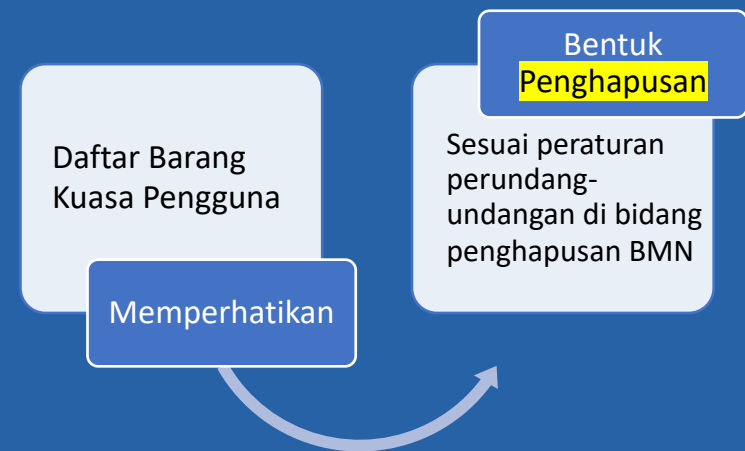 Daftar Barang
Kuasa Pengguna
Memperhatikan
Bentuk
Penghapusan
Sesuai peraturan
perundang-
undangan di bidang
penghapusan BMN